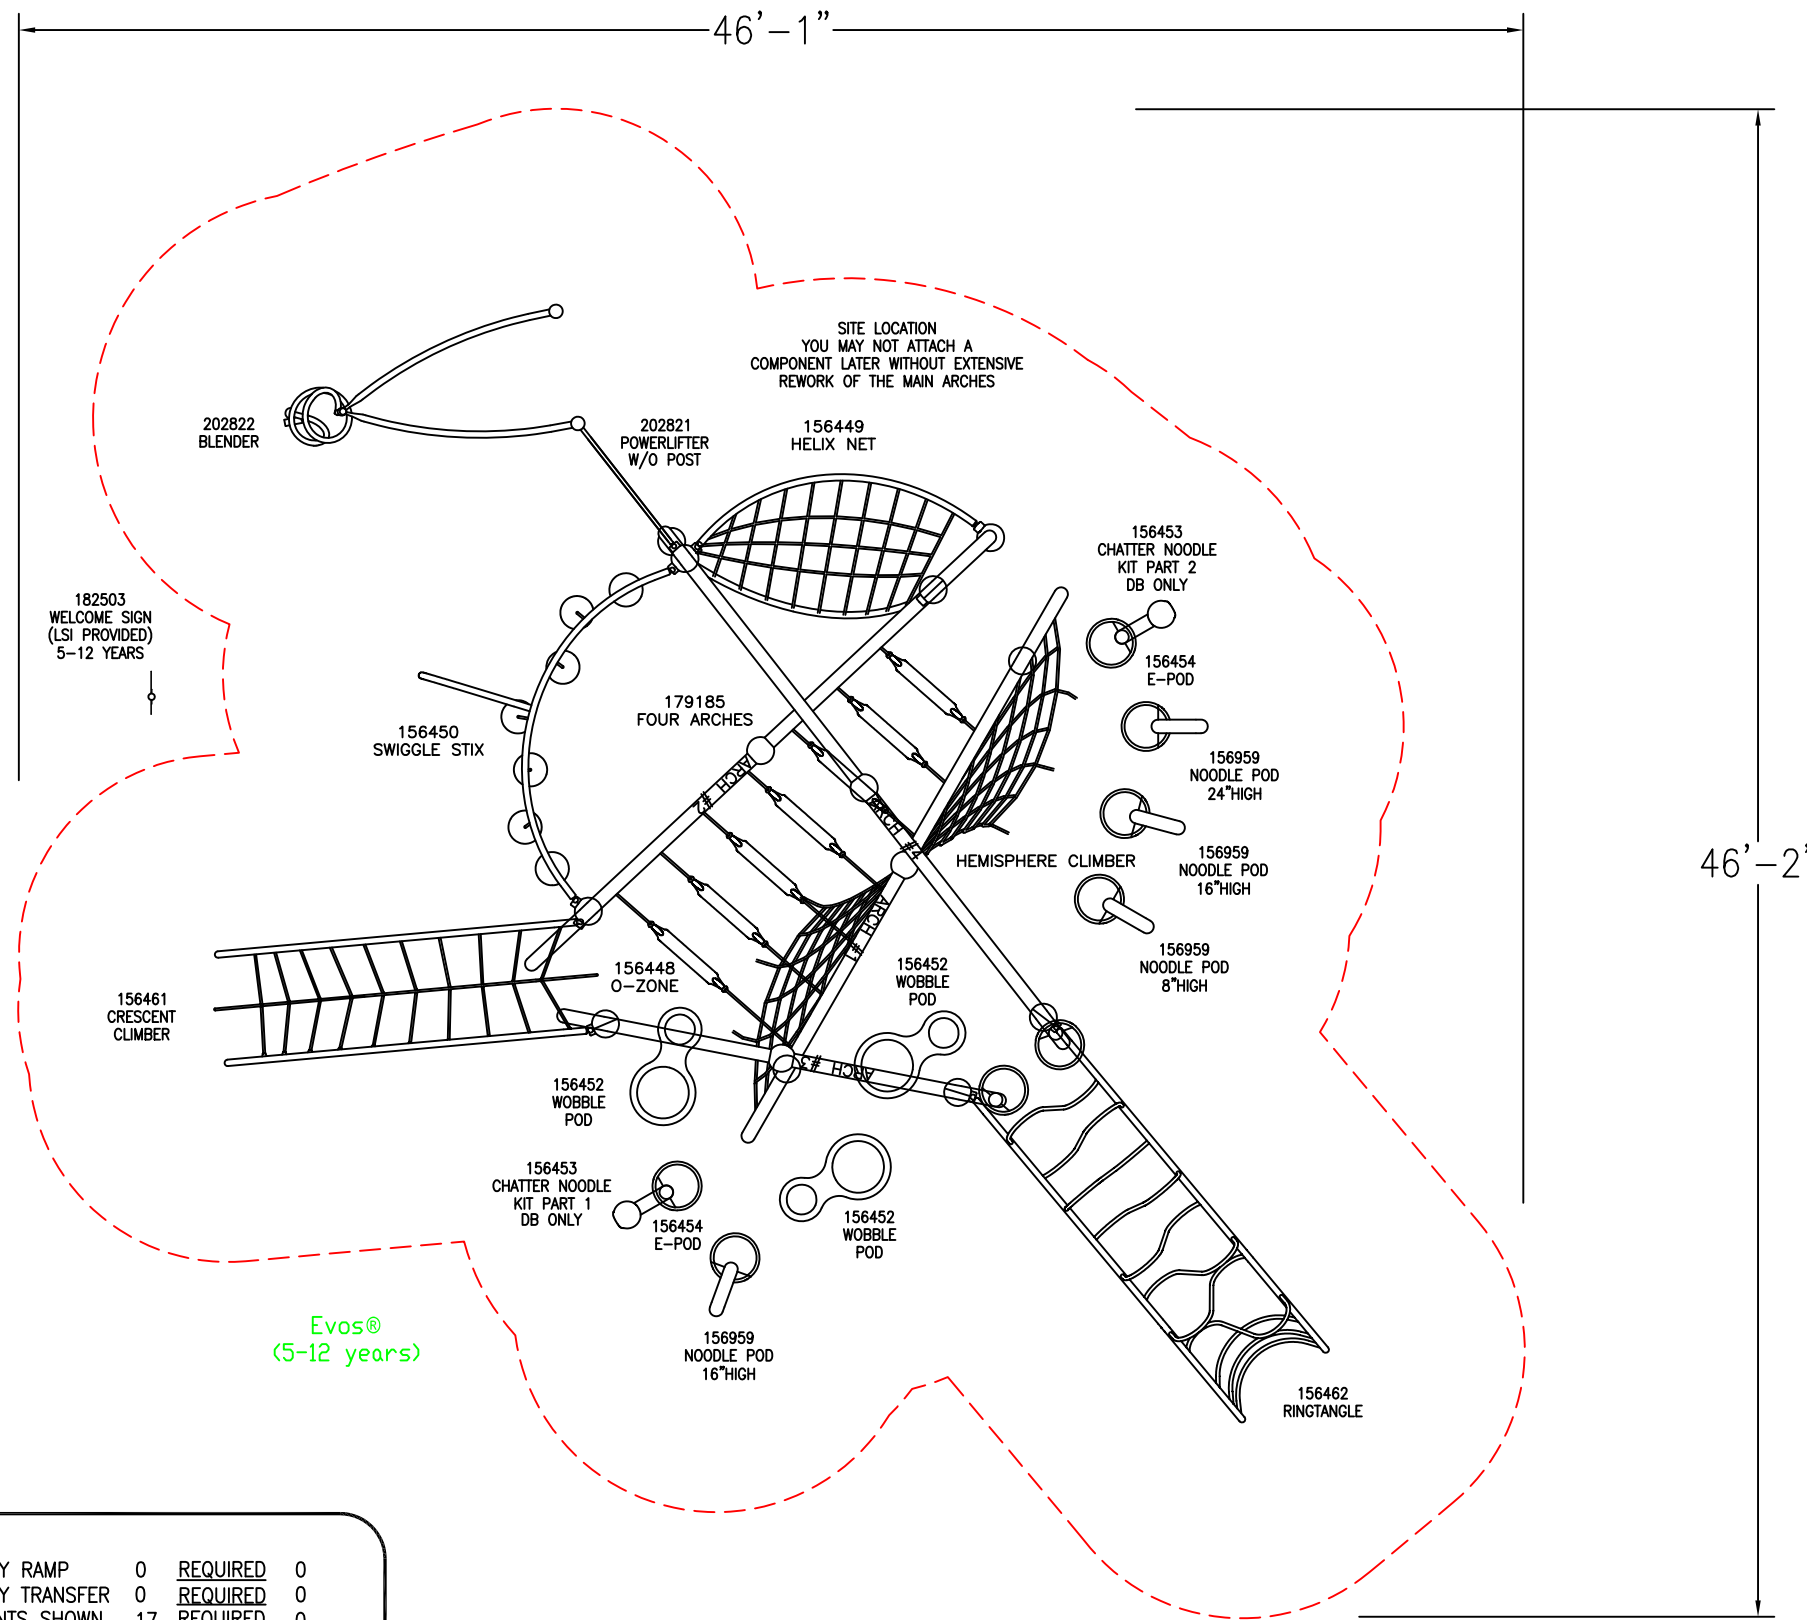 46'-1"
SITE LOCATION
YOU MAY NOT ATTACH A
COMPONENT LATER WITHOUT EXTENSIVE
REWORK OF THE MAIN ARCHES
202822
BLENDER
202821
POWERLIFTER
W/O POST
156449
HELIX NET
156453
CHATTER NOODLE
KIT PART 2
DB ONLY
182503
WELCOME SIGN
(LSI PROVIDED)
5-12 YEARS
156454
E-POD
179185
FOUR ARCHES
156450
SWIGGLE STIX
156959
NOODLE POD
24"HIGH
ARCH #2
ARCH #4
HEMISPHERE CLIMBER
46'-2"
156959
NOODLE POD
16"HIGH
ARCH #1
156959
NOODLE POD
8"HIGH
156448
O-ZONE
156452
WOBBLE
POD
156461
CRESCENT
CLIMBER
ARCH #3
156452
WOBBLE
POD
156453
CHATTER NOODLE
KIT PART 1
DB ONLY
156454
E-POD
156452
WOBBLE
POD
Evos®
(5-12 years)
156959
NOODLE POD
16"HIGH
156462
RINGTANGLE
Y RAMP 0 REQUIRED 0
Y TRANSFER 0 REQUIRED 0
NTS SHOWN 17 REQUIRED 0